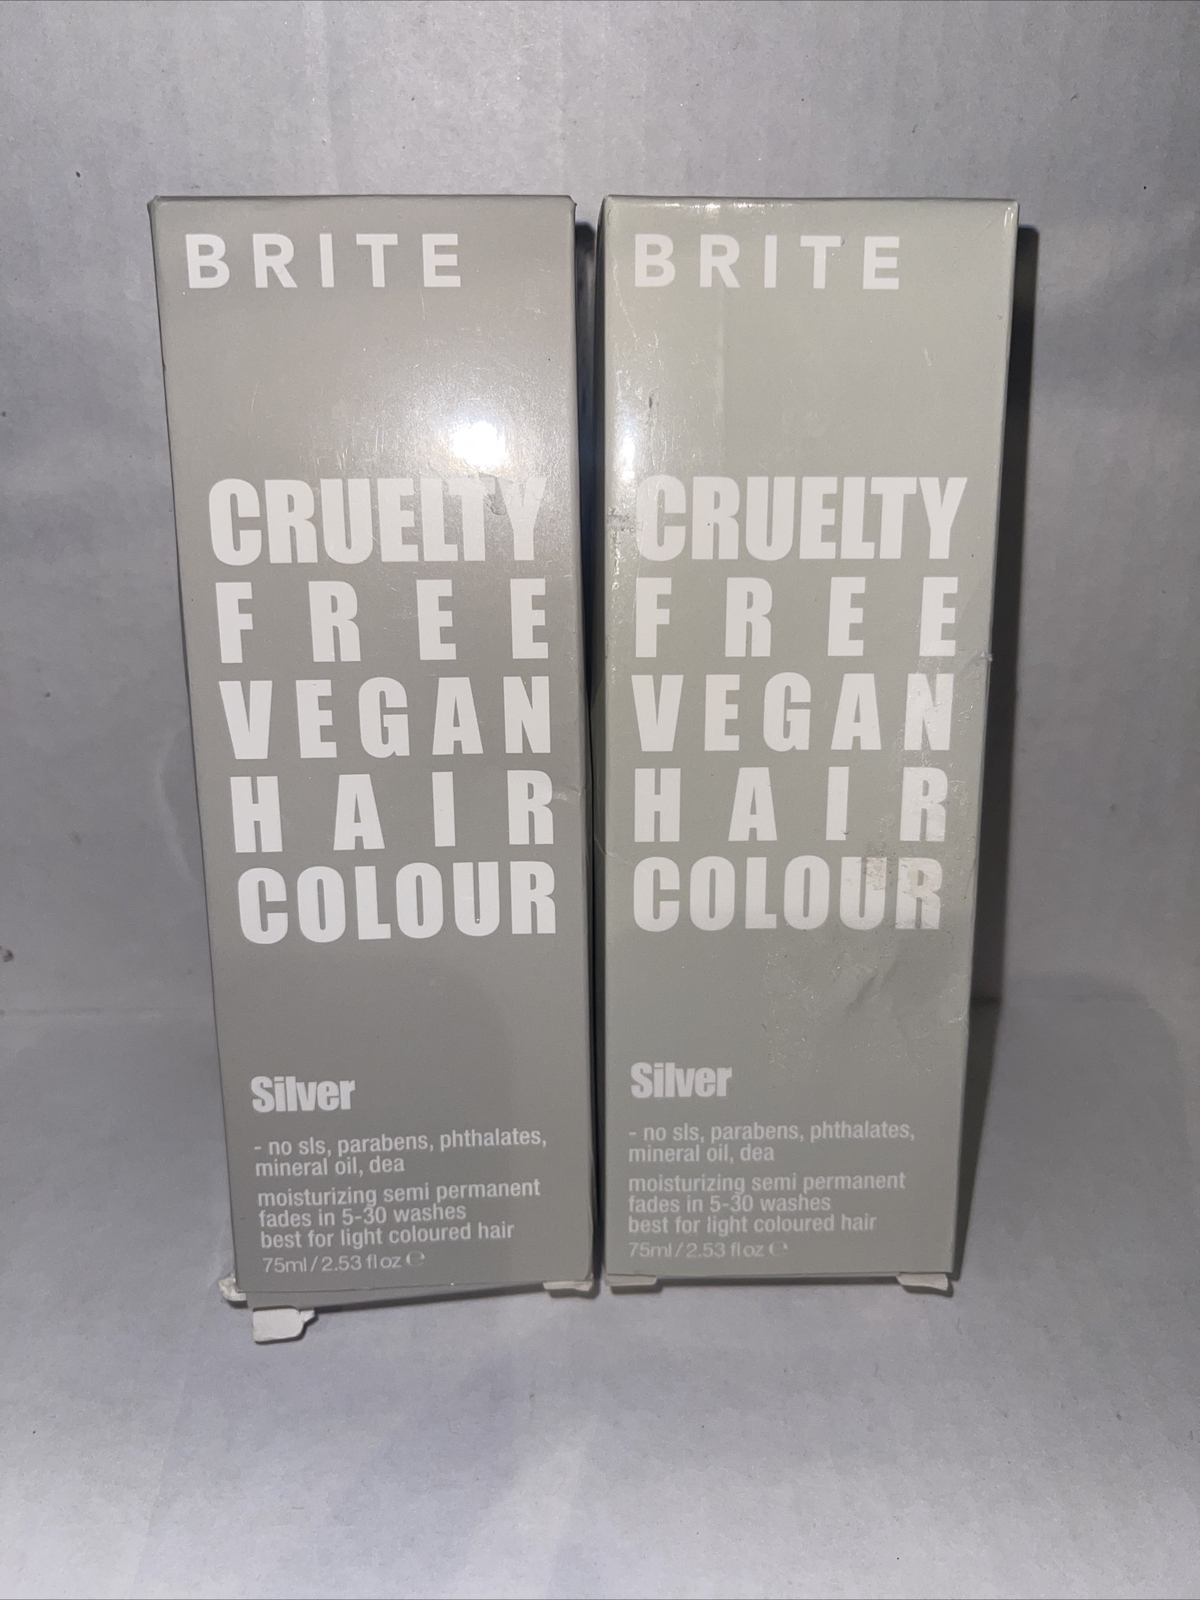 BRITE
CRUELTY
FREE
VEGAN
HAIR
COLOUR
Silver
- no sls, parabens, phthalates,
mineral oil, dea
moisturizing semi permanent
fades in 5-30 washes
best for light coloured hair
75ml / 2.53 fl oz ℮
BRITE
CRUELTY
FREE
VEGAN
HAIR
COLOUR
Silver
- no sls, parabens, phthalates,
mineral oil, dea
moisturizing semi permanent
fades in 5-30 washes
best for light coloured hair
75ml / 2.53 fl oz ℮